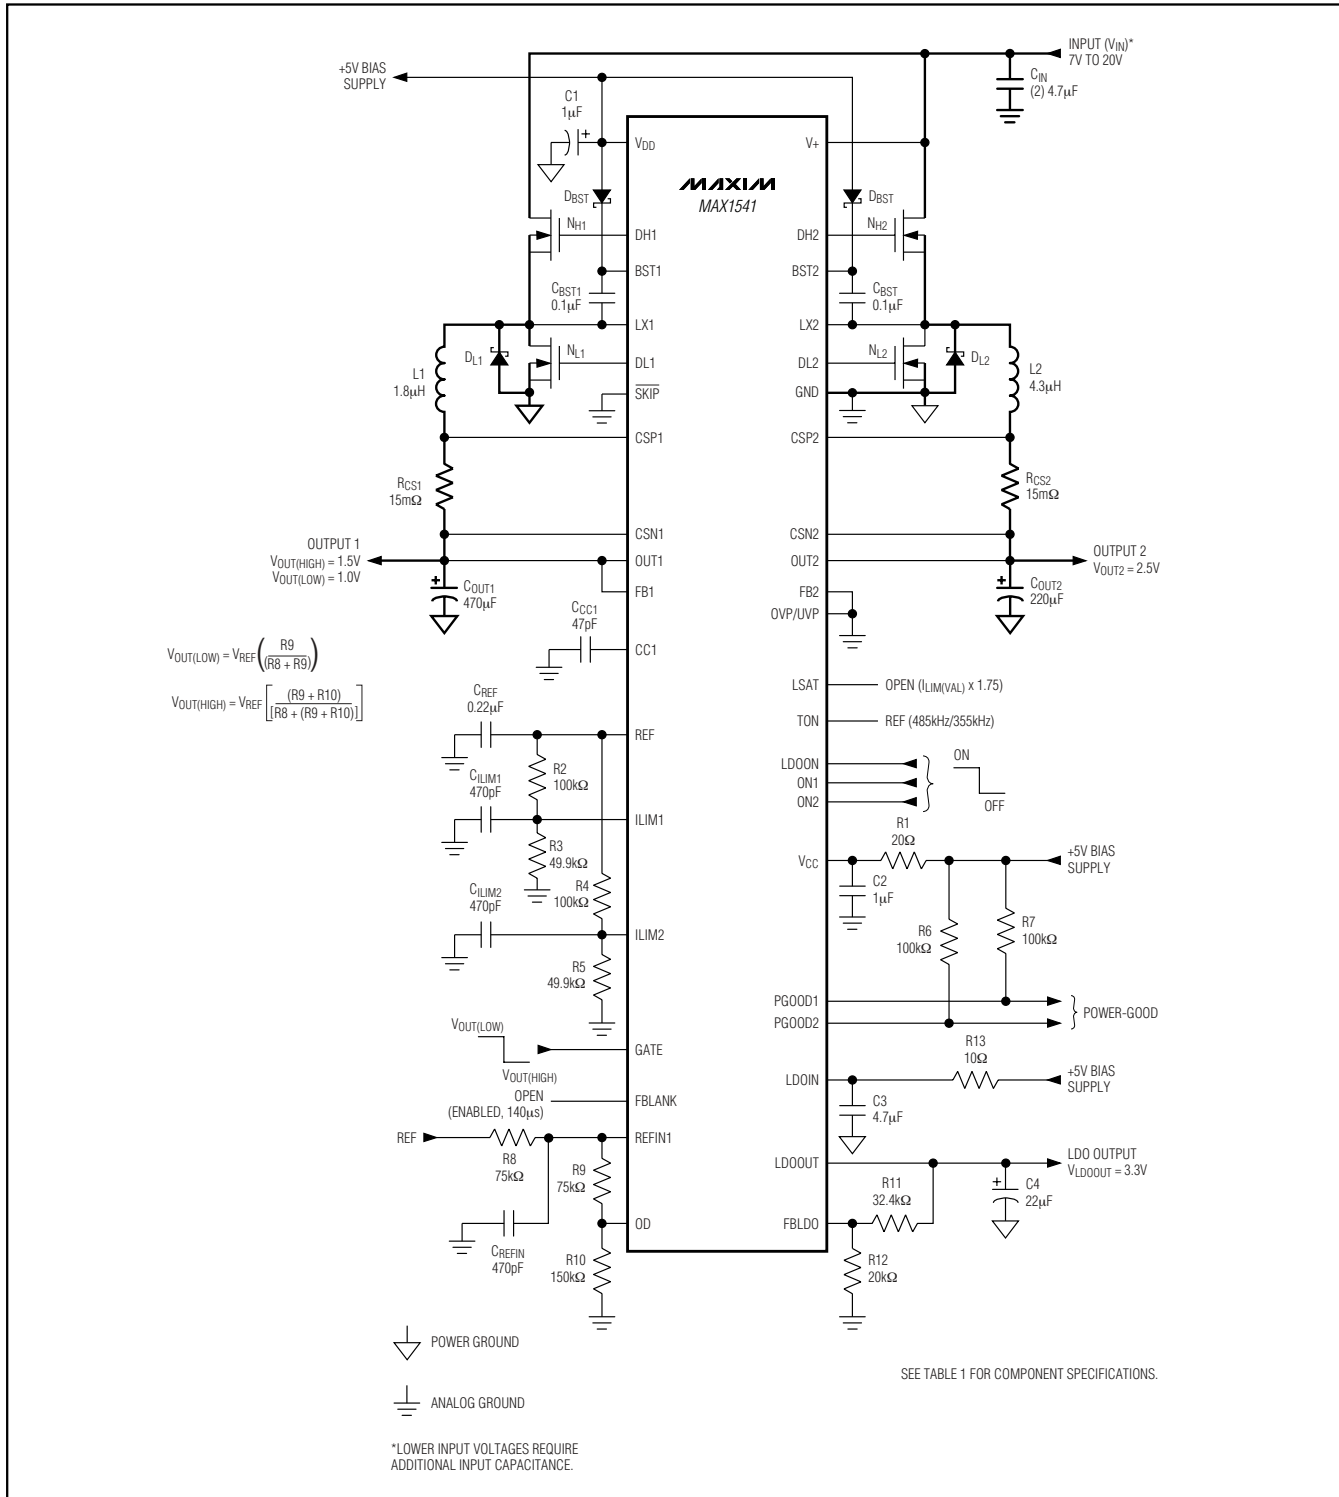 INPUT (VIN)*
7V TO 20V
+5V BIAS
SUPPLY
CIN
(2) 4.7µF
C1
1µF
+
VDD
V+
MAXIM
MAX1541
DBST
DBST
NH1
NH2
DH1
DH2
BST1
BST2
CBST1
0.1µF
CBST
0.1µF
LX1
LX2
DL1
NL1
NL2
DL2
DL1
DL2
L1
1.8µH
L2
4.3µH
SKIP
GND
CSP1
CSP2
RCS1
15mΩ
RCS2
15mΩ
CSN1
CSN2
OUTPUT 1
VOUT(HIGH) = 1.5V
VOUT(LOW) = 1.0V
OUT1
OUT2
OUTPUT 2
VOUT2 = 2.5V
+
COUT1
470µF
+
COUT2
220µF
FB1
FB2
OVP/UVP
CCC1
47pF
CC1
VOUT(LOW) = VREF ( R9 / (R8 + R9) )
VOUT(HIGH) = VREF [ (R9 + R10) / [R8 + (R9 + R10)] ]
LSAT
OPEN (ILIM(VAL) x 1.75)
CREF
0.22µF
REF
TON
REF (485kHz/355kHz)
R2
100kΩ
LDOON
ON1
ON2
ON
OFF
CILIM1
470pF
ILIM1
R3
49.9kΩ
R1
20Ω
VCC
+5V BIAS
SUPPLY
C2
1µF
R4
100kΩ
CILIM2
470pF
ILIM2
R6
100kΩ
R7
100kΩ
R5
49.9kΩ
PGOOD1
PGOOD2
POWER-GOOD
VOUT(LOW)
VOUT(HIGH)
GATE
R13
10Ω
LDOIN
+5V BIAS
SUPPLY
OPEN
(ENABLED, 140µs)
FBLANK
C3
4.7µF
REF
R8
75kΩ
REFIN1
R9
75kΩ
LDOOUT
LDO OUTPUT
VLDOOUT = 3.3V
R11
32.4kΩ
+
C4
22µF
OD
FBLDO
CREFIN
470pF
R10
150kΩ
R12
20kΩ
POWER GROUND
ANALOG GROUND
SEE TABLE 1 FOR COMPONENT SPECIFICATIONS.
*LOWER INPUT VOLTAGES REQUIRE
ADDITIONAL INPUT CAPACITANCE.